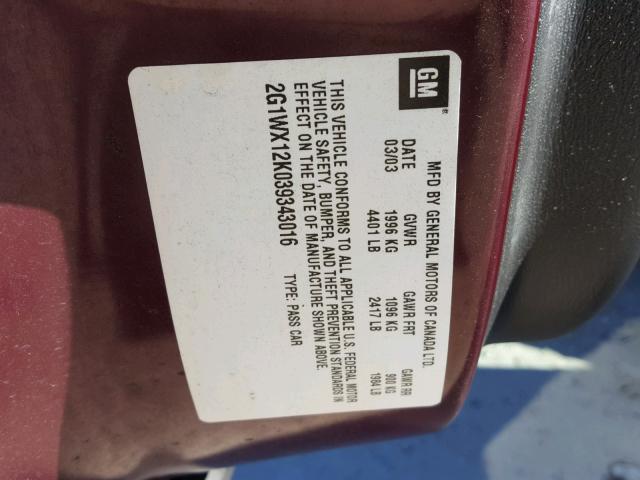 GM
MFD BY GENERAL MOTORS OF CANADA LTD.
DATE GVWR GAWR FRT GAWR RR
03/03 1996 KG 1096 KG 900 KG
4401 LB 2417 LB 1984 LB
THIS VEHICLE CONFORMS TO ALL APPLICABLE U.S. FEDERAL MOTOR
VEHICLE SAFETY, BUMPER, AND THEFT PREVENTION STANDARDS IN
EFFECT ON THE DATE OF MANUFACTURE SHOWN ABOVE.
2G1WX12K039343016 TYPE: PASS CAR